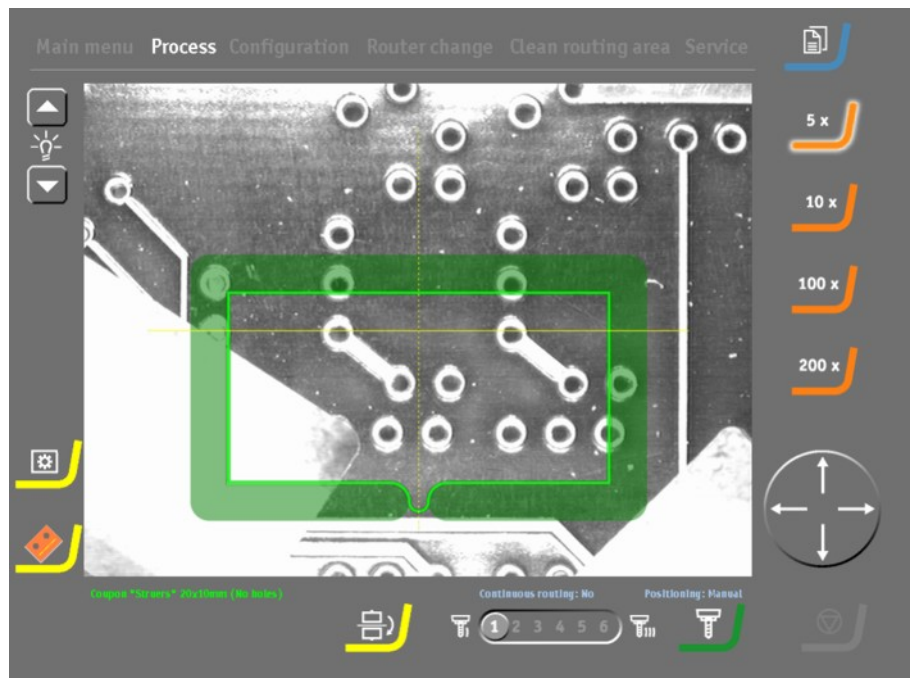 Main menu Process Configuration Router change Clean routing area Service
5 x
10 x
100 x
200 x
Coupon "Struers" 20x10mm (No holes)
Continuous routing: No
Positioning: Manual
1 2 3 4 5 6